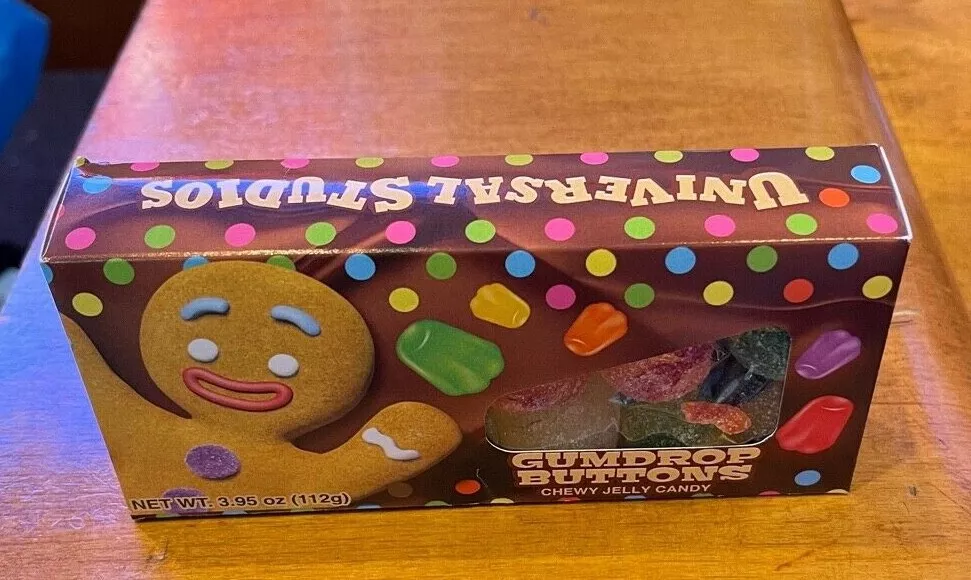 UNIVERSAL STUDIOS
GUMDROP
BUTTONS
CHEWY JELLY CANDY
NET WT. 3.95 oz (112g)